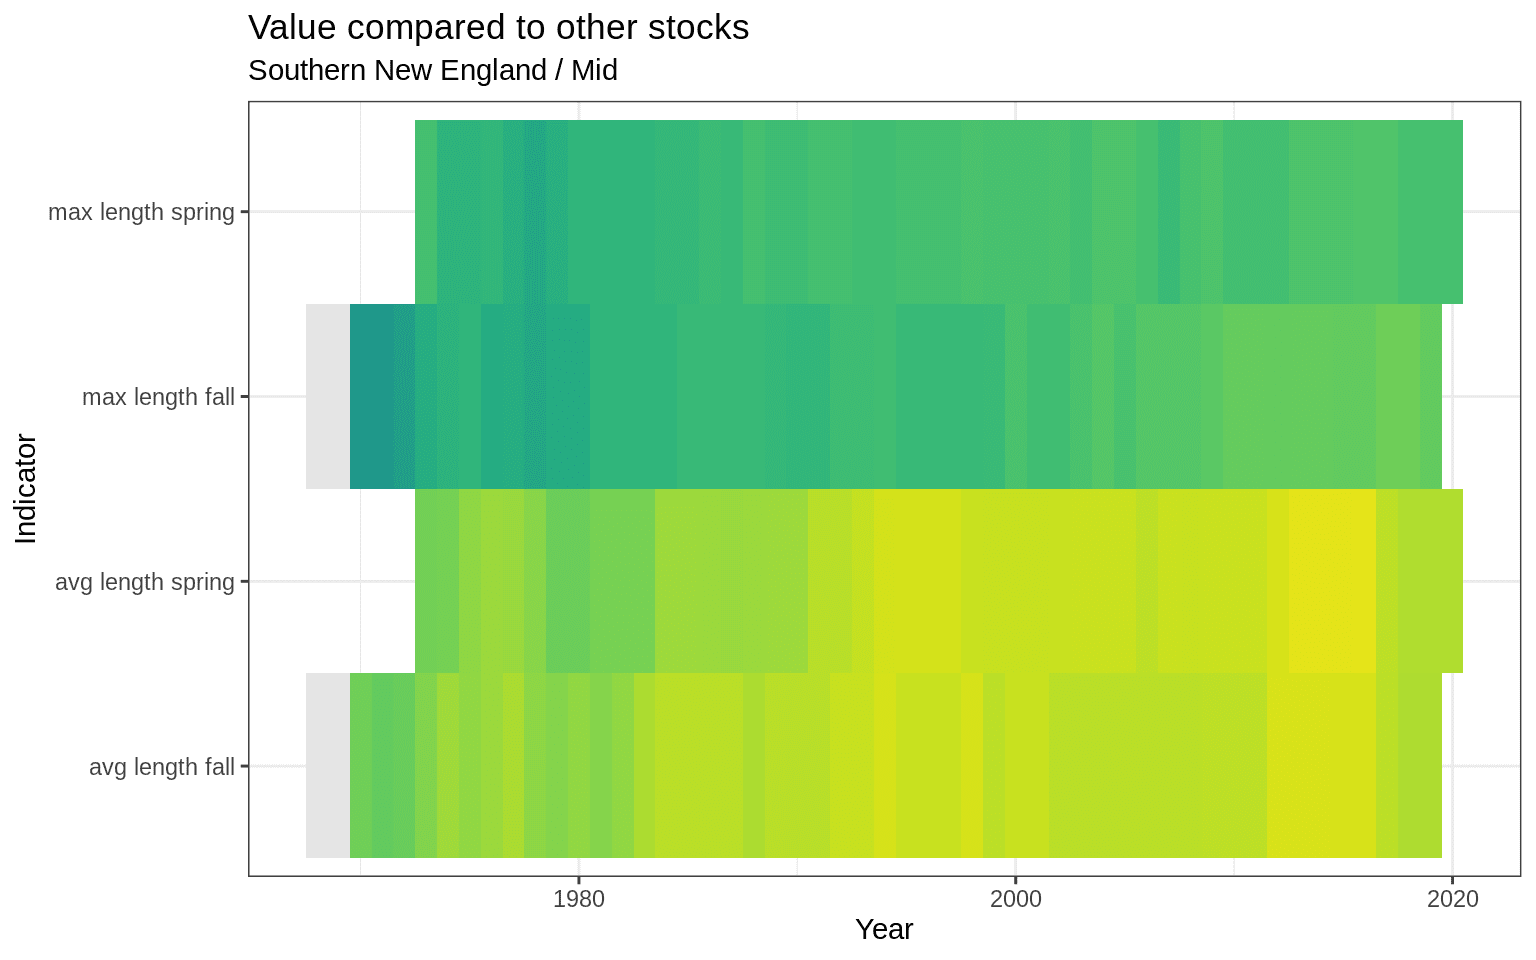 Value compared to other stocks
Southern New England / Mid
max length spring
max length fall
avg length spring
avg length fall
Indicator
1980
2000
2020
Year